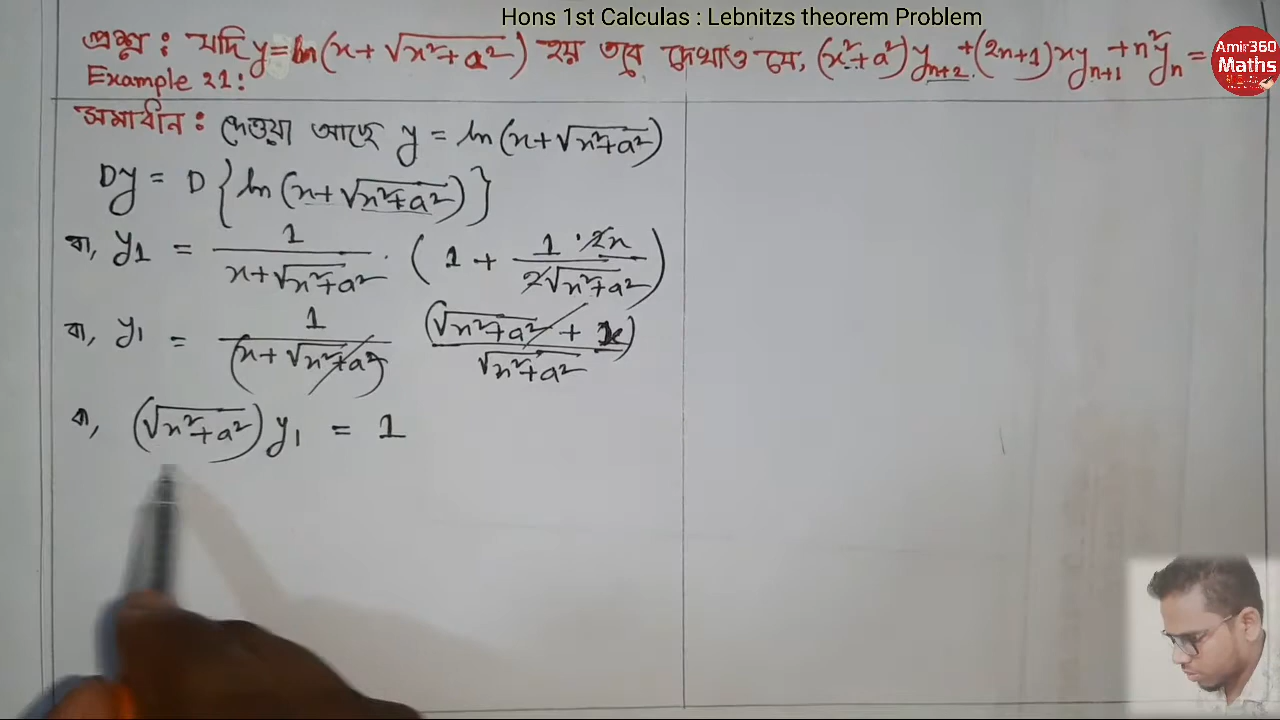 Hons 1st Calculas : Lebnitzs theorem Problem
প্রশ্ন : যদি y=ln(x+√(x²+a²)) হয় তবে দেখাও যে, (x²+a²)yₙ₊₂+(2n+1)xyₙ₊₁+n²yₙ=
Amir360
Maths
Example 21:
সমাধান : দেওয়া আছে y = ln(x+√(x²+a²))
Dy = D{ln(x+√(x²+a²))}
বা, y₁ = 1/(x+√(x²+a²)) · (1 + 1·2x/(2√(x²+a²)))
বা, y₁ = 1/(x+√(x²+a²)) (√(x²+a²) + x)/√(x²+a²)
বা, (√(x²+a²))y₁ = 1